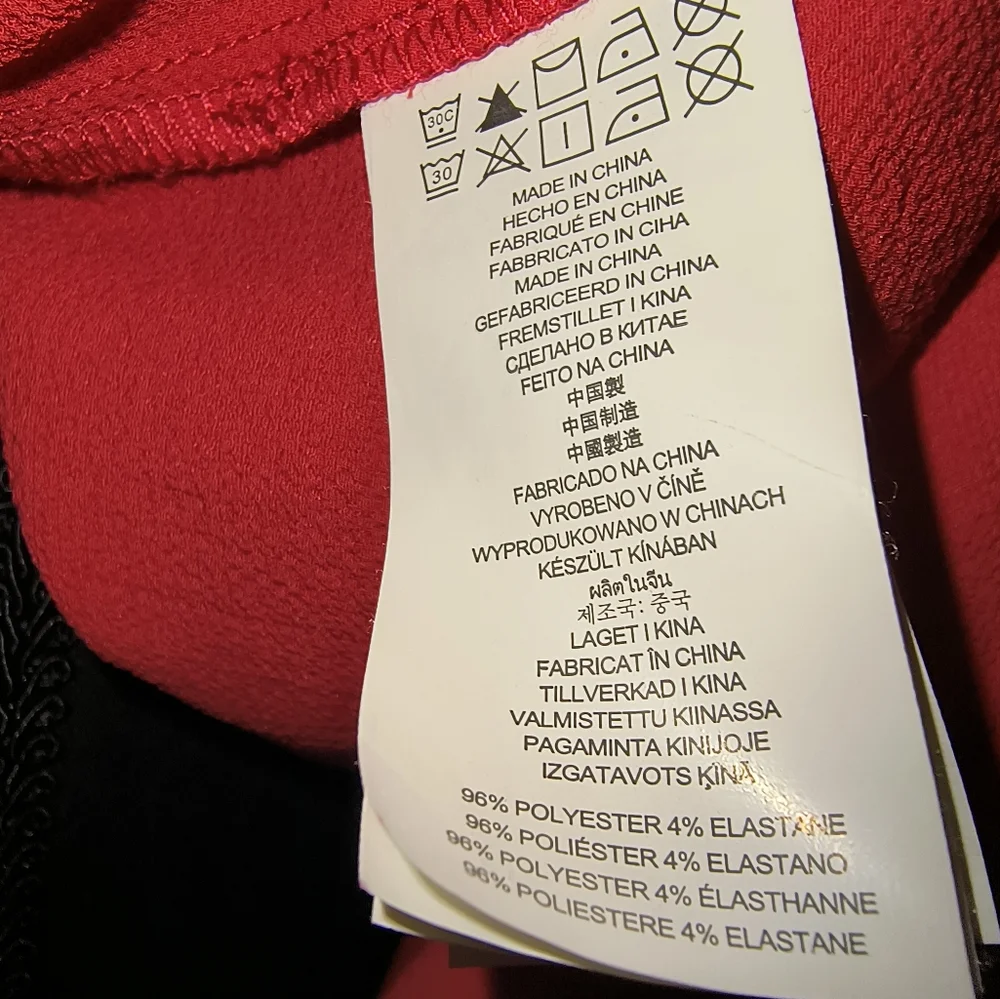 30C
30
MADE IN CHINA
HECHO EN CHINA
FABRIQUÉ EN CHINE
FABBRICATO IN CIHA
MADE IN CHINA
GEFABRICEERD IN CHINA
FREMSTILLET I KINA
СДЕЛАНО В КИТАЕ
FEITO NA CHINA
中国製
中国制造
中國製造
FABRICADO NA CHINA
VYROBENO V ČÍNĚ
WYPRODUKOWANO W CHINACH
KÉSZÜLT KÍNÁBAN
ผลิตในจีน
제조국: 중국
LAGET I KINA
FABRICAT ÎN CHINA
TILLVERKAD I KINA
VALMISTETTU KIINASSA
PAGAMINTA KINIJOJE
IZGATAVOTS ĶĪNĀ
96% POLYESTER 4% ELASTANE
96% POLIÉSTER 4% ELASTANO
96% POLYESTER 4% ÉLASTHANNE
96% POLIESTERE 4% ELASTANE